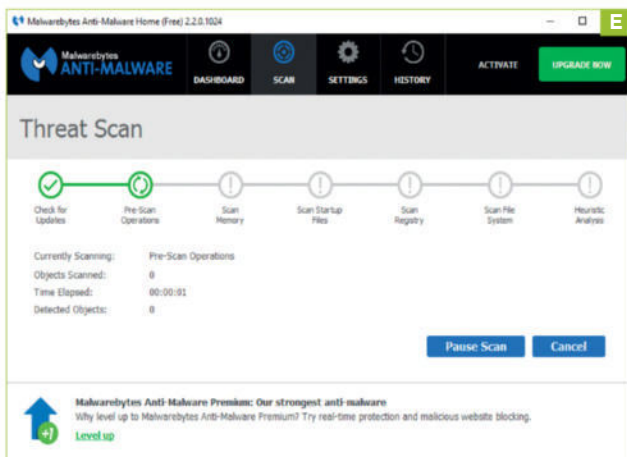 Malwarebytes Anti-Malware Home (Free) 2.2.0.1024
E
Malwarebytes
ANTI-MALWARE
DASHBOARD
SCAN
SETTINGS
HISTORY
ACTIVATE
UPGRADE NOW
Threat Scan
Check for
Updates
Pre-Scan
Operations
Scan
Memory
Scan Startup
Files
Scan
Registry
Scan File
System
Heuristic
Analysis
Currently Scanning: Pre-Scan Operations
Objects Scanned: 0
Time Elapsed: 00:00:01
Detected Objects: 0
Pause Scan
Cancel
Malwarebytes Anti-Malware Premium: Our strongest anti-malware
Why level up to Malwarebytes Anti-Malware Premium? Try real-time protection and malicious website blocking.
+1
Level up